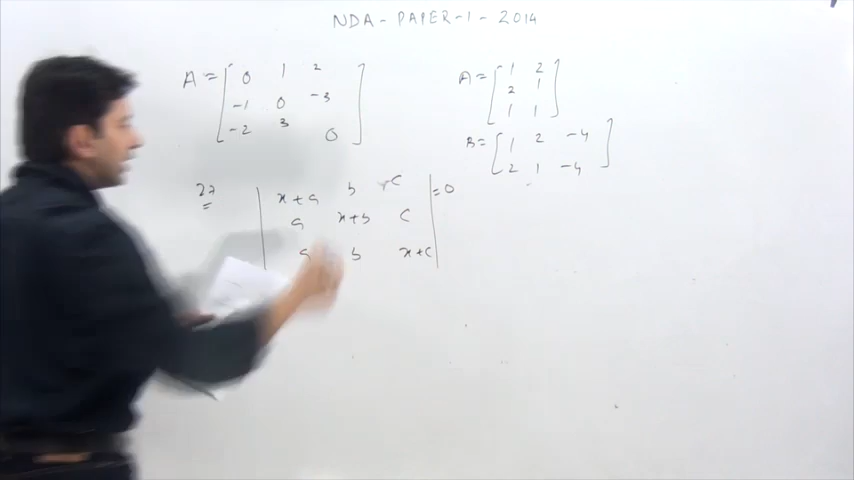 NDA - PAPER - 1 - 2014
A = [ 0 1 2
-1 0 -3
-2 3 0 ]
A = [ 1 2
2 1
1 1 ]
B = [ 1 2 -4
2 1 -4 ]
27
| x+a b c | = 0
a x+b c
a b x+c